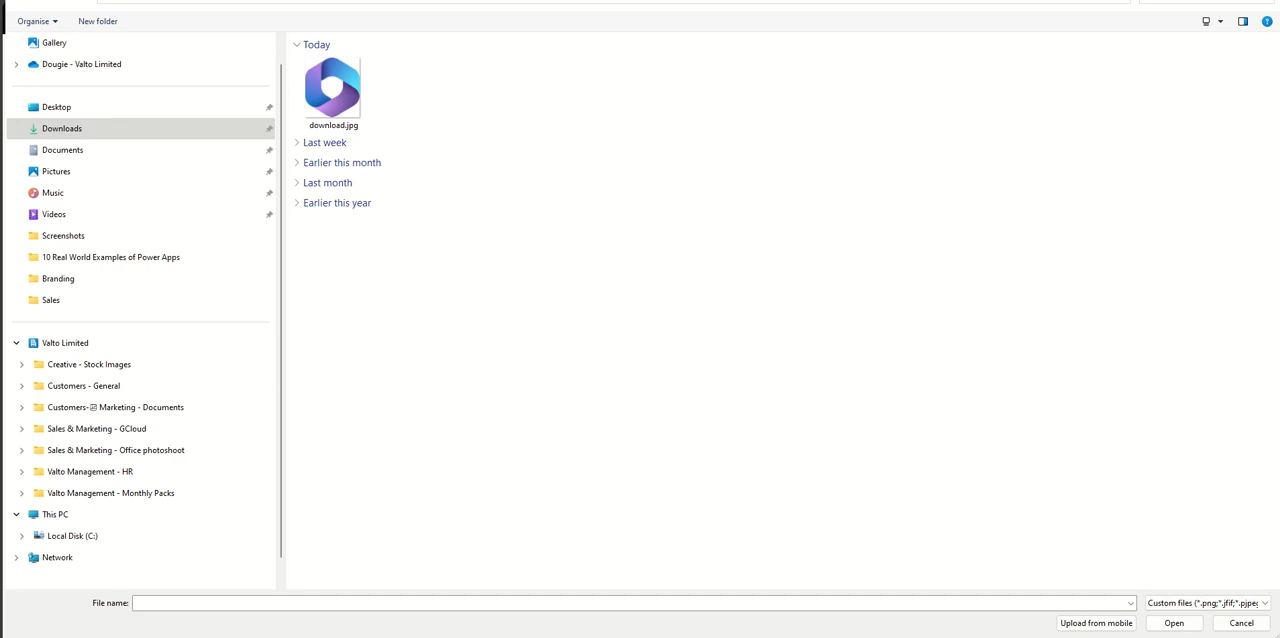 Organise
New folder
Gallery
Dougie - Valto Limited
Desktop
Downloads
Documents
Pictures
Music
Videos
Screenshots
10 Real World Examples of Power Apps
Branding
Sales
Valto Limited
Creative - Stock Images
Customers - General
Customers- Marketing - Documents
Sales & Marketing - GCloud
Sales & Marketing - Office photoshoot
Valto Management - HR
Valto Management - Monthly Packs
This PC
Local Disk (C:)
Network
Today
download.jpg
Last week
Earlier this month
Last month
Earlier this year
File name:
Custom files (*.png;*.jfif;*.pjpeg
Upload from mobile
Open
Cancel